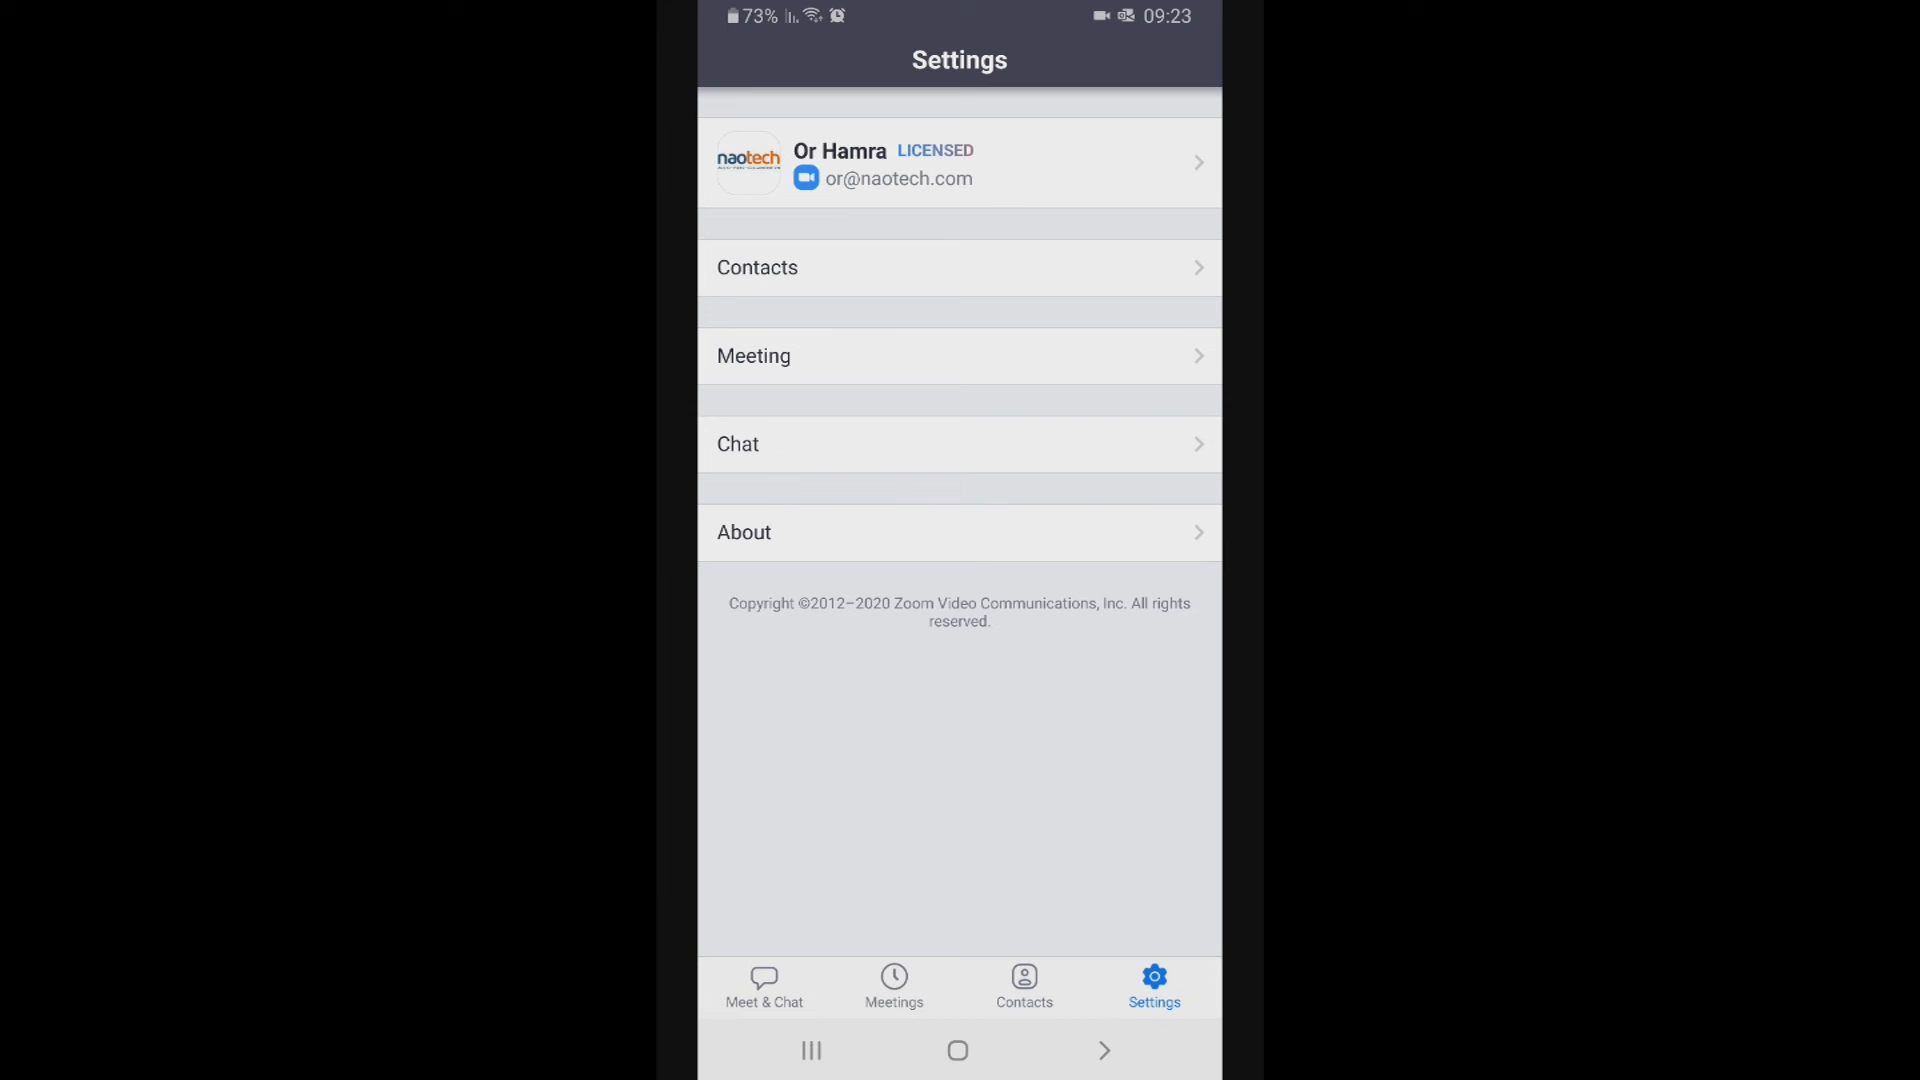 73%
09:23
Settings
naotech
Or Hamra LICENSED
or@naotech.com
Contacts
Meeting
Chat
About
Copyright ©2012–2020 Zoom Video Communications, Inc. All rights
reserved.
Meet & Chat
Meetings
Contacts
Settings